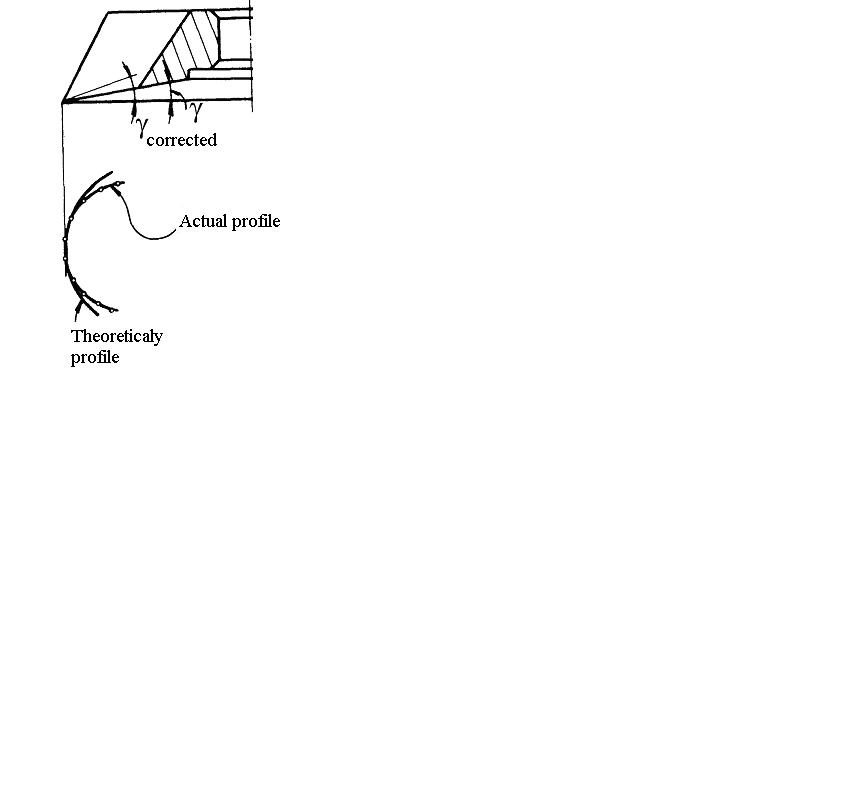 γ
γ
corrected
Actual profile
Theoreticaly
profile